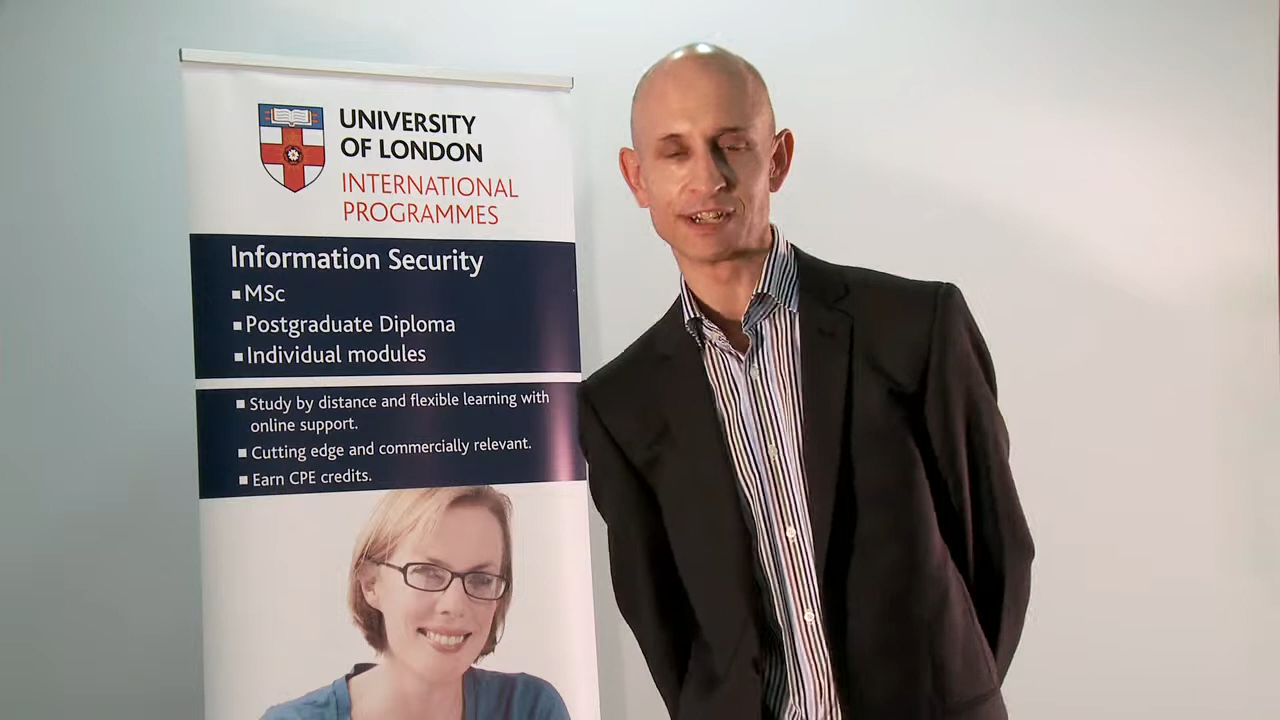 UNIVERSITY
OF LONDON
INTERNATIONAL
PROGRAMMES
Information Security
▪MSc
▪Postgraduate Diploma
▪Individual modules
▪ Study by distance and flexible learning with
online support.
▪ Cutting edge and commercially relevant.
▪ Earn CPE credits.